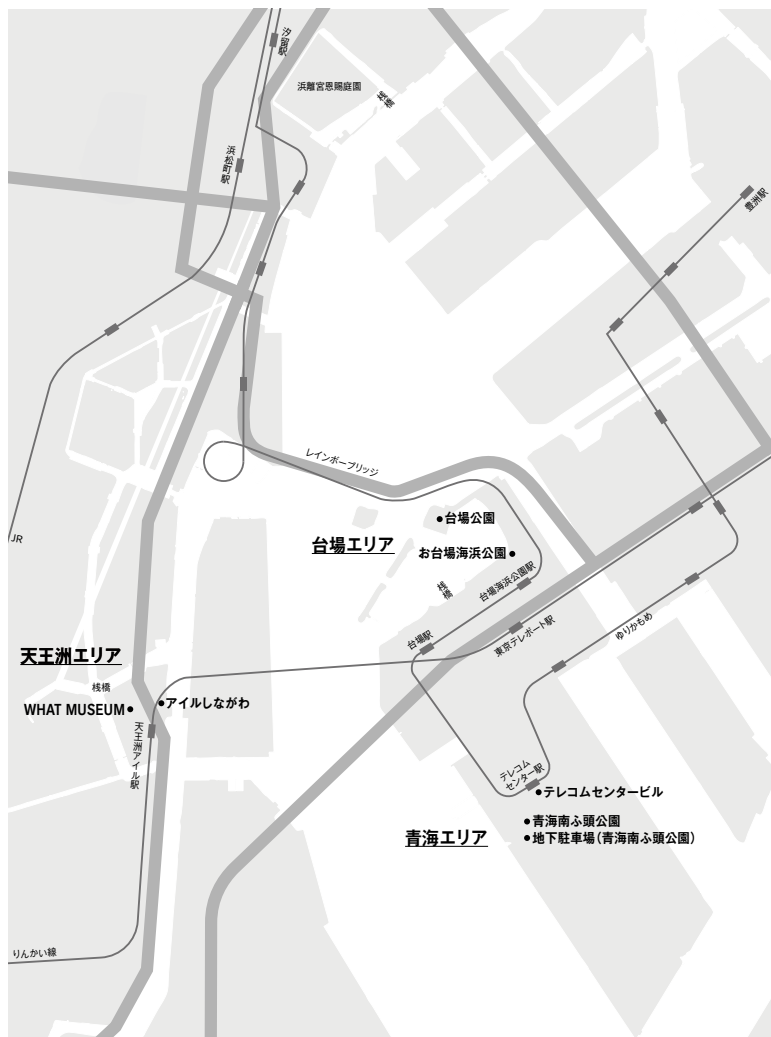 汐留駅
浜離宮恩賜庭園
桟橋
浜松町駅
豊洲駅
レインボーブリッジ
台場公園
JR
台場エリア
お台場海浜公園
桟橋
台場海浜公園駅
台場駅
東京テレポート駅
ゆりかもめ
天王洲エリア
桟橋
WHAT MUSEUM
アイルしながわ
天王洲アイル駅
テレコム
センター駅
テレコムセンタービル
青海南ふ頭公園
青海エリア
地下駐車場(青海南ふ頭公園)
りんかい線